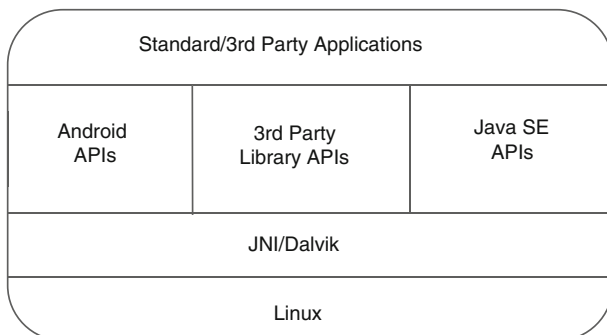 Standard/3rd Party Applications
Android
APIs
3rd Party
Library APIs
Java SE
APIs
JNI/Dalvik
Linux